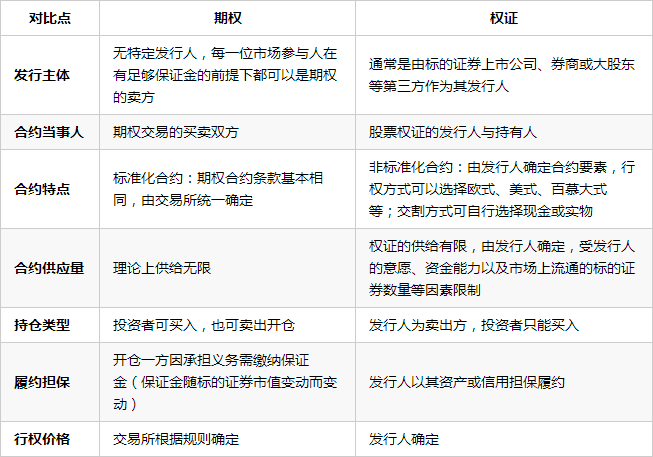 对比点 期权 权证
发行主体
无特定发行人，每一位市场参与人在
有足够保证金的前提下都可以是期权
的卖方
通常是由标的证券上市公司、券商或大股东
等第三方作为其发行人
合约当事人 期权交易的买卖双方 股票权证的发行人与持有人
合约特点
标准化合约：期权合约条款基本相
同，由交易所统一确定
非标准化合约：由发行人确定合约要素，行
权方式可以选择欧式、美式、百慕大式
等；交割方式可自行选择现金或实物
合约供应量 理论上供给无限
权证的供给有限，由发行人确定，受发行人
的意愿、资金能力以及市场上流通的标的证
券数量等因素限制
持仓类型 投资者可买入，也可卖出开仓 发行人为卖出方，投资者只能买入
履约担保
开仓一方因承担义务需缴纳保证
金（保证金随标的证券市值变动而变
动）
发行人以其资产或信用担保履约
行权价格 交易所根据规则确定 发行人确定